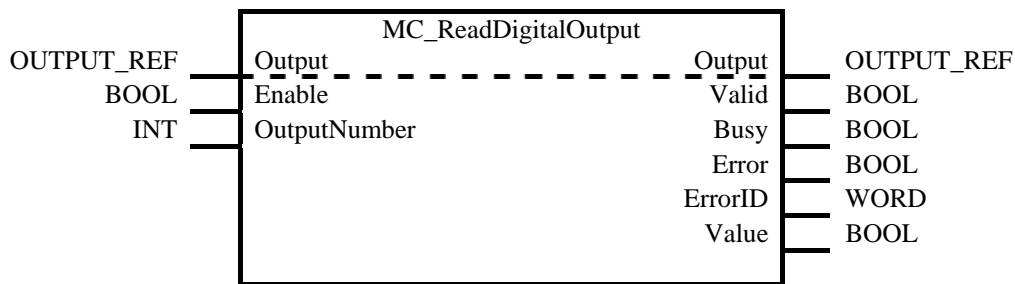 MC_ReadDigitalOutput
OUTPUT_REF Output Output OUTPUT_REF
BOOL Enable Valid BOOL
INT OutputNumber Busy BOOL
Error BOOL
ErrorID WORD
Value BOOL